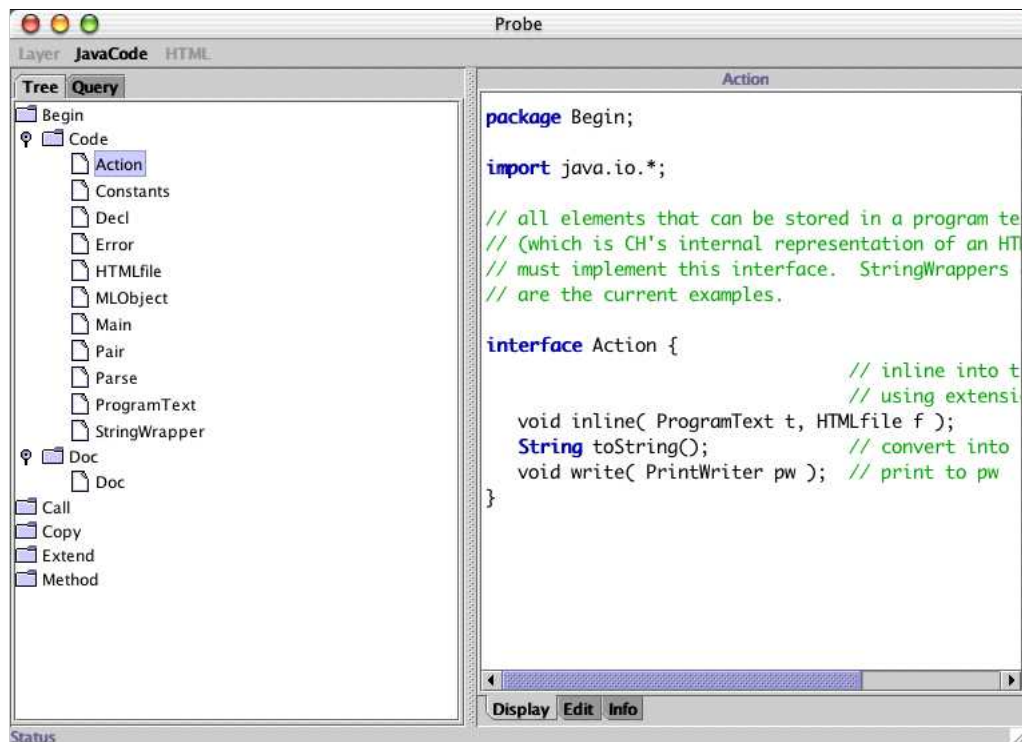 Probe
Layer JavaCode HTML
Tree Query
Begin
Code
Action
Constants
Decl
Error
HTMLfile
MLObject
Main
Pair
Parse
ProgramText
StringWrapper
Doc
Doc
Call
Copy
Extend
Method
Action
package Begin;
import java.io.*;
// all elements that can be stored in a program te
// (which is CH's internal representation of an HT
// must implement this interface. StringWrappers
// are the current examples.
interface Action {
// inline into t
// using extensi
void inline( ProgramText t, HTMLfile f );
String toString(); // convert into
void write( PrintWriter pw ); // print to pw
}
Display Edit Info
Status